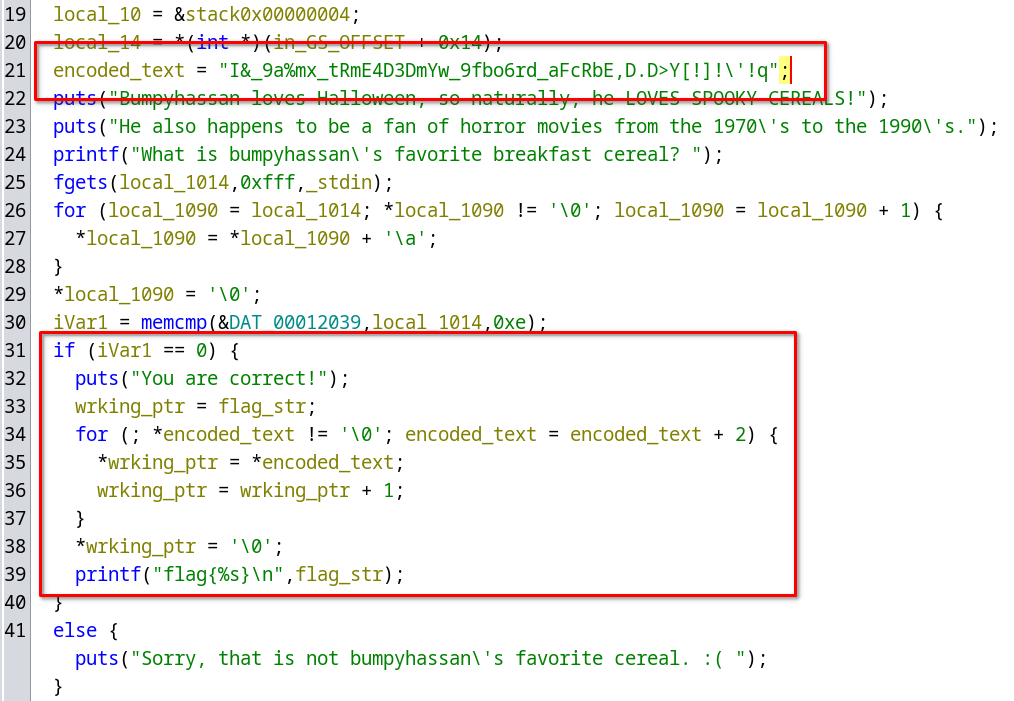 19 local_10 = &stack0x00000004;
20 local_14 = *(int *)(in_GS_OFFSET + 0x14);
21 encoded_text = "I&_9a%mx_tRmE4D3DmYw_9fbo6rd_aFcRbE,D.D>Y[!]!\'!q";
22 puts("Bumpyhassan loves Halloween, so naturally, he LOVES SPOOKY CEREALS!");
23 puts("He also happens to be a fan of horror movies from the 1970\'s to the 1990\'s.");
24 printf("What is bumpyhassan\'s favorite breakfast cereal? ");
25 fgets(local_1014,0xfff,_stdin);
26 for (local_1090 = local_1014; *local_1090 != '\0'; local_1090 = local_1090 + 1) {
27 *local_1090 = *local_1090 + '\a';
28 }
29 *local_1090 = '\0';
30 iVar1 = memcmp(&DAT_00012039,local_1014,0xe);
31 if (iVar1 == 0) {
32 puts("You are correct!");
33 wrking_ptr = flag_str;
34 for (; *encoded_text != '\0'; encoded_text = encoded_text + 2) {
35 *wrking_ptr = *encoded_text;
36 wrking_ptr = wrking_ptr + 1;
37 }
38 *wrking_ptr = '\0';
39 printf("flag{%s}\n",flag_str);
40 }
41 else {
puts("Sorry, that is not bumpyhassan\'s favorite cereal. :( ");
}